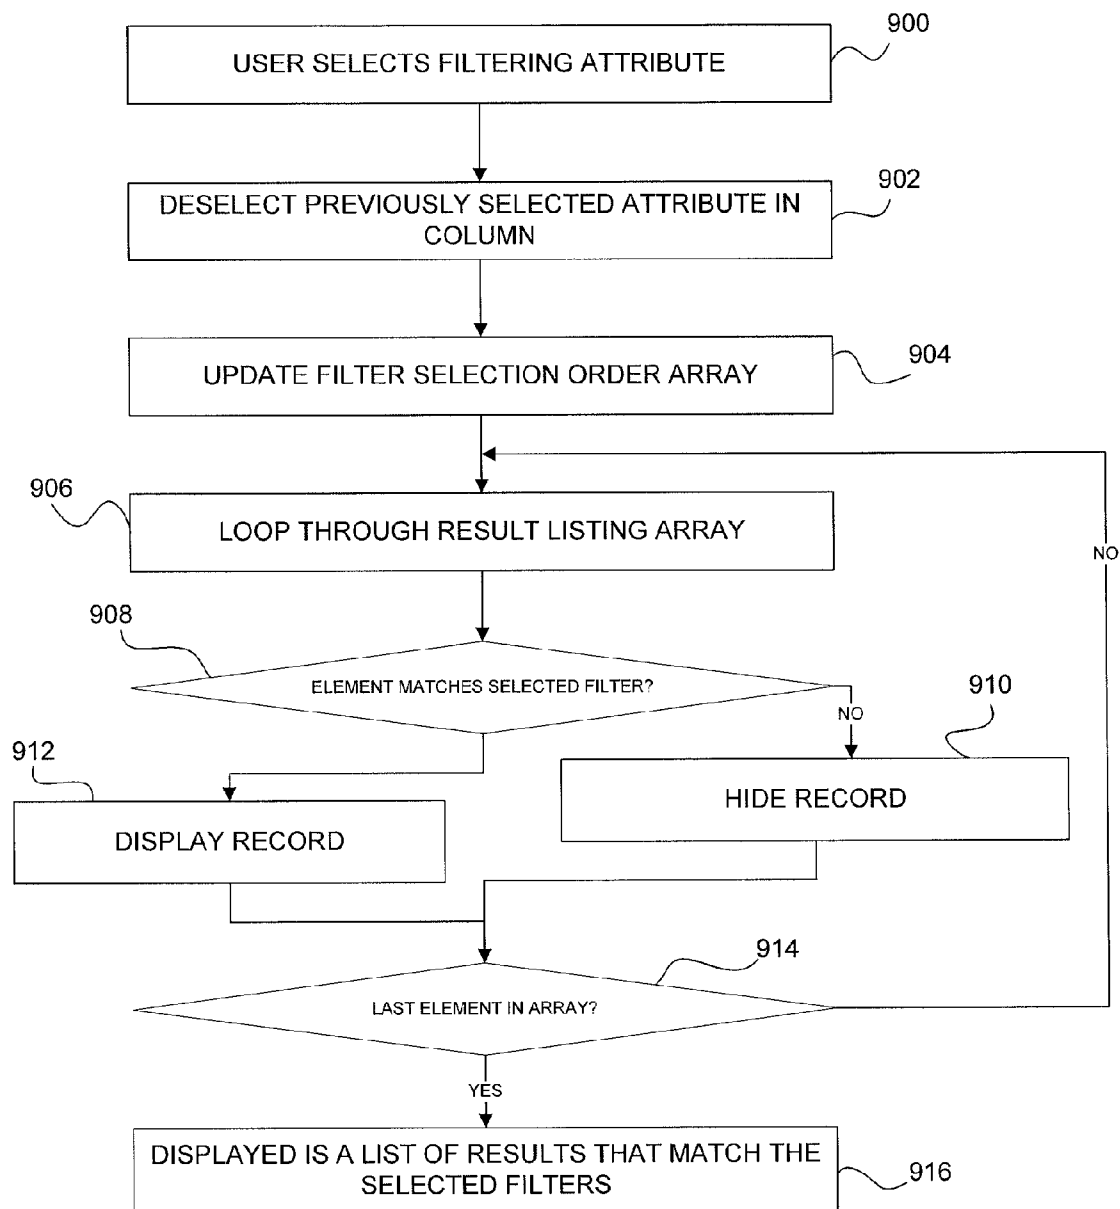 900
USER SELECTS FILTERING ATTRIBUTE
902
DESELECT PREVIOUSLY SELECTED ATTRIBUTE IN
COLUMN
904
UPDATE FILTER SELECTION ORDER ARRAY
906
LOOP THROUGH RESULT LISTING ARRAY
NO
908
ELEMENT MATCHES SELECTED FILTER?
910
NO
912
HIDE RECORD
DISPLAY RECORD
914
LAST ELEMENT IN ARRAY?
YES
DISPLAYED IS A LIST OF RESULTS THAT MATCH THE
SELECTED FILTERS
916